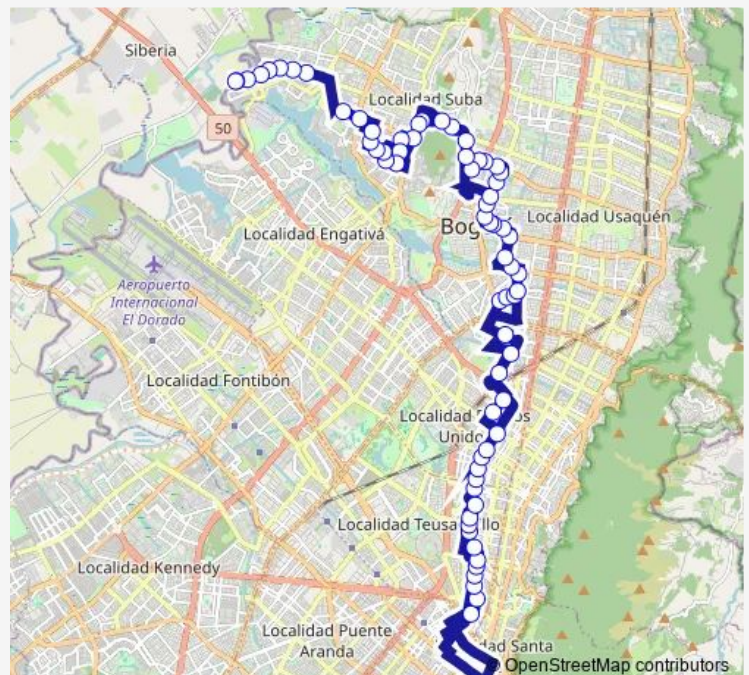 Siberia
Localidad Suba
50
Localidad Usaquén
Bog
Localidad Engativá
Aeropuerto
Internacional
El Dorado
Localidad Fontibón
Localidad
os
Unido
Localidad Teusa
llo
Localidad Kennedy
Localidad Puente
Aranda
dad Santa
© OpenStreetMap contributors